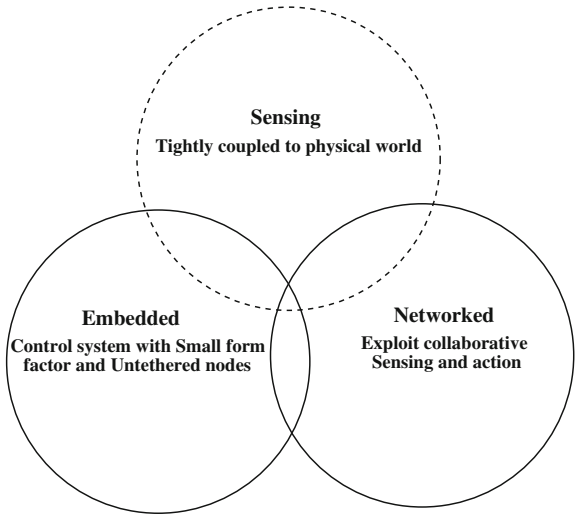 Sensing
Tightly coupled to physical world
Embedded
Control system with Small form
factor and Untethered nodes
Networked
Exploit collaborative
Sensing and action